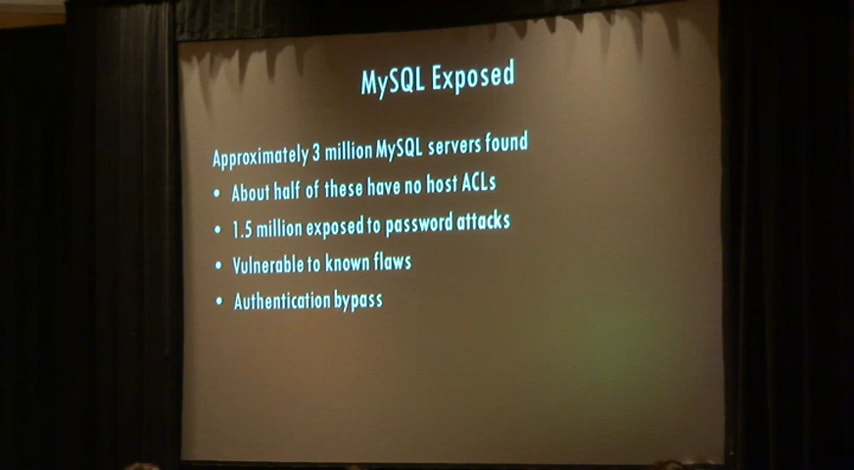 MySQL Exposed
Approximately 3 million MySQL servers found
• About half of these have no host ACLs
• 1.5 million exposed to password attacks
• Vulnerable to known flaws
• Authentication bypass